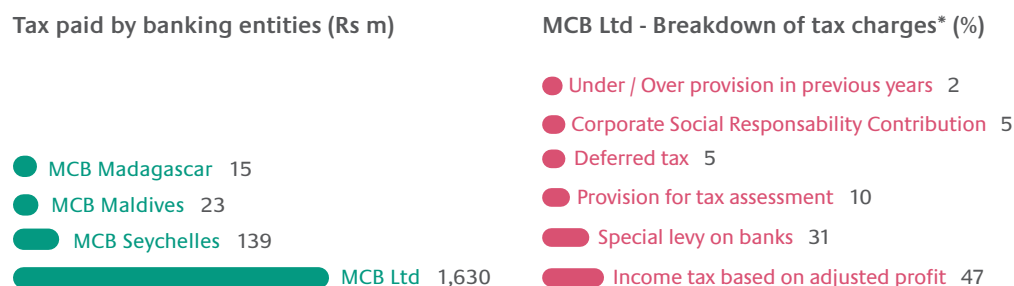 Tax paid by banking entities (Rs m)
MCB Madagascar 15
MCB Maldives 23
MCB Seychelles 139
MCB Ltd 1,630
MCB Ltd - Breakdown of tax charges* (%)
Under / Over provision in previous years 2
Corporate Social Responsability Contribution 5
Deferred tax 5
Provision for tax assessment 10
Special levy on banks 31
Income tax based on adjusted profit 47